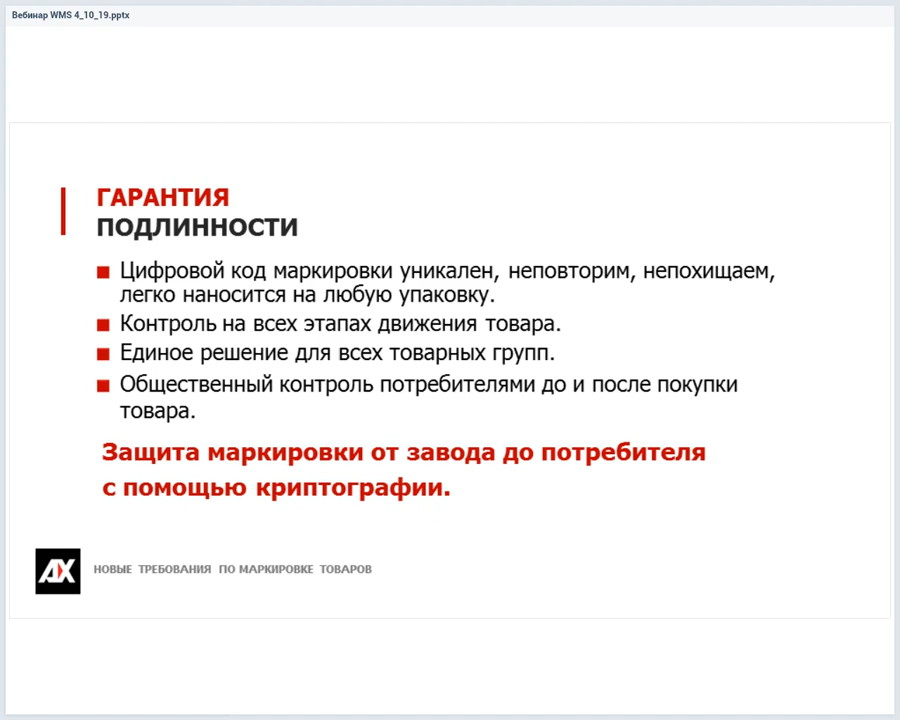 Вебинар WMS 4_10_19.pptx
ГАРАНТИЯ
ПОДЛИННОСТИ
Цифровой код маркировки уникален, неповторим, непохищаем,
легко наносится на любую упаковку.
Контроль на всех этапах движения товара.
Единое решение для всех товарных групп.
Общественный контроль потребителями до и после покупки
товара.
Защита маркировки от завода до потребителя
с помощью криптографии.
АХ
НОВЫЕ ТРЕБОВАНИЯ ПО МАРКИРОВКЕ ТОВАРОВ